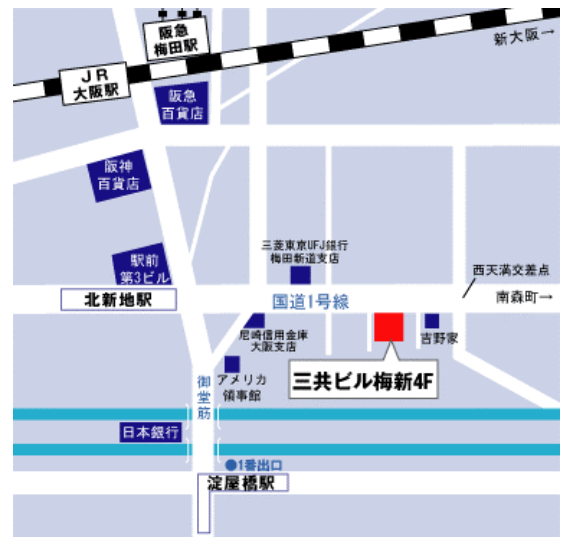 阪急
梅田駅
新大阪→
JR
大阪駅
阪急
百貨店
阪神
百貨店
三菱東京UFJ銀行
梅田新道支店
駅前
第3ビル
西天満交差点
北新地駅
国道1号線
南森町→
尼崎信用金庫
大阪支店
吉野家
アメリカ
領事館
三共ビル梅新4F
御堂筋
日本銀行
●1番出口
淀屋橋駅